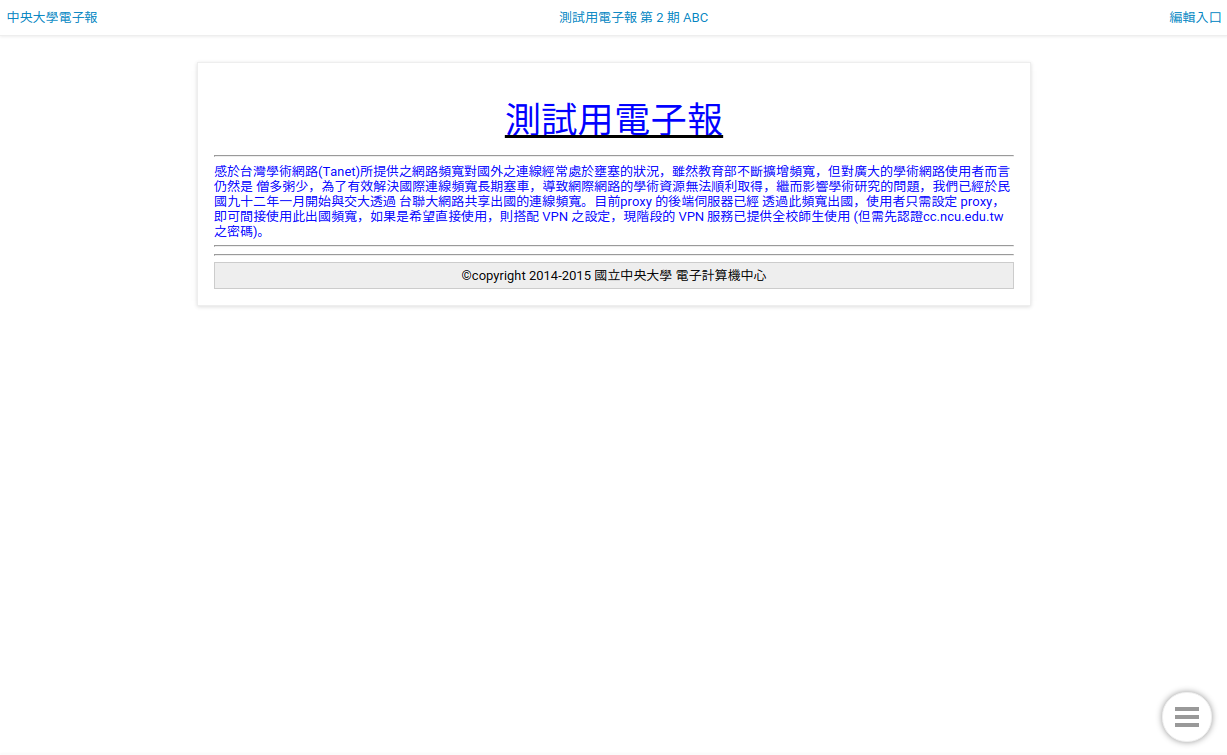 中央大學電子報
測試用電子報 第 2 期 ABC
編輯入口
測試用電子報
感於台灣學術網路(Tanet)所提供之網路頻寬對國外之連線經常處於壅塞的狀況，雖然教育部不斷擴增頻寬，但對廣大的學術網路使用者而言
仍然是 僧多粥少，為了有效解決國際連線頻寬長期塞車，導致網際網路的學術資源無法順利取得，繼而影響學術研究的問題，我們已經於民
國九十二年一月開始與交大透過 台聯大網路共享出國的連線頻寬。目前proxy 的後端伺服器已經 透過此頻寬出國，使用者只需設定 proxy，
即可間接使用此出國頻寬，如果是希望直接使用，則搭配 VPN 之設定，現階段的 VPN 服務已提供全校師生使用 (但需先認證cc.ncu.edu.tw
之密碼)。
©copyright 2014-2015 國立中央大學 電子計算機中心